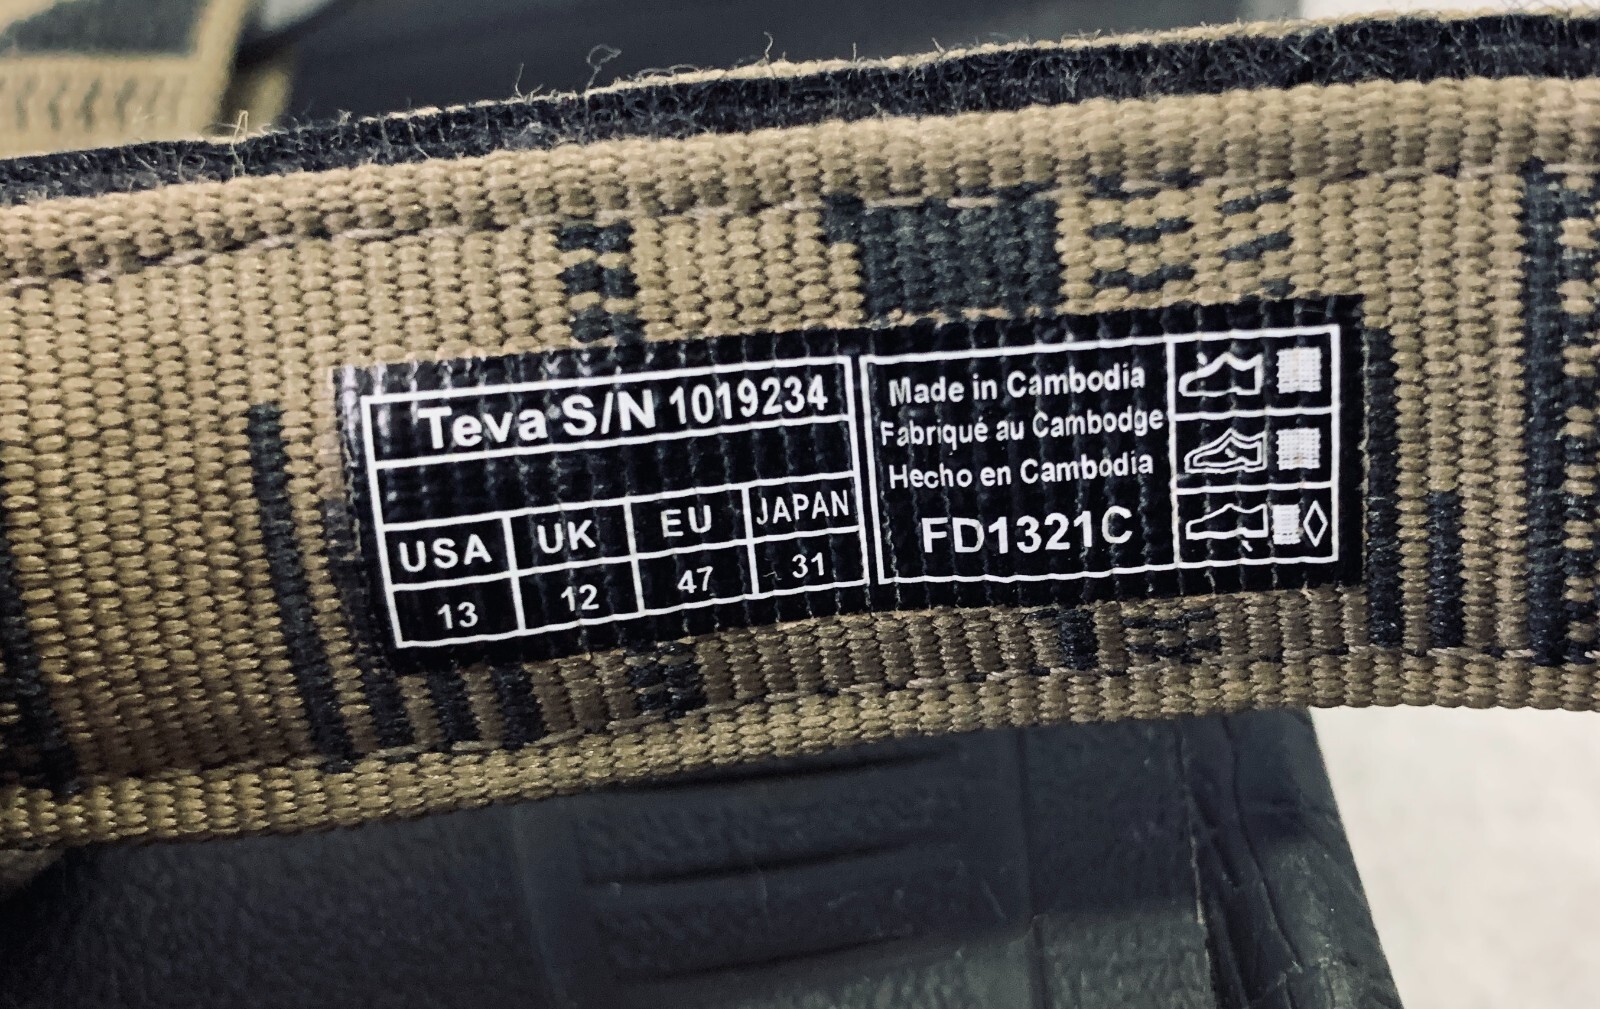 Teva S/N 1019234
USA UK EU JAPAN
13 12 47 31
Made in Cambodia
Fabriqué au Cambodge
Hecho en Cambodia
FD1321C